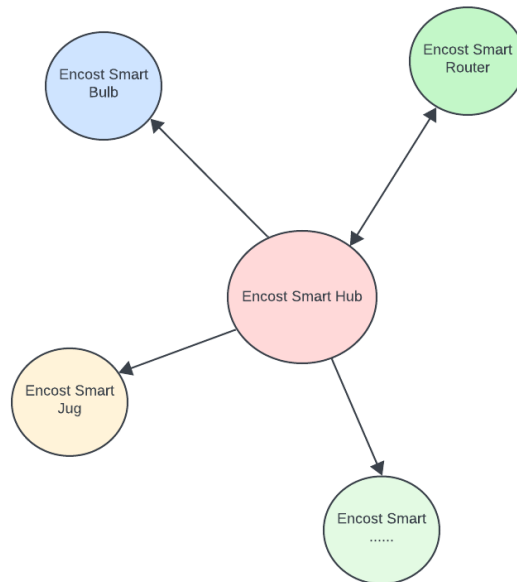 Encost Smart
Router
Encost Smart
Bulb
Encost Smart Hub
Encost Smart
Jug
Encost Smart
......